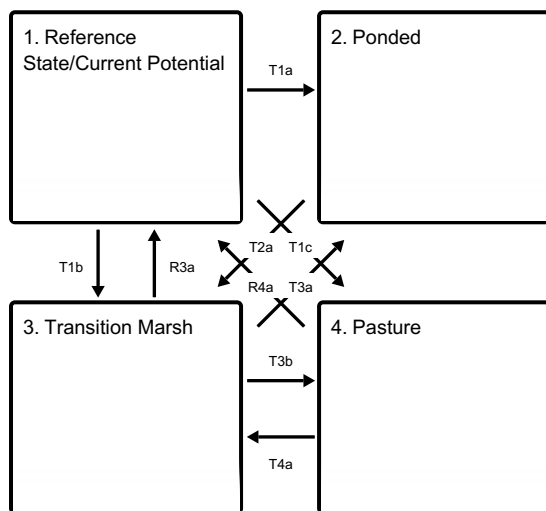 1. Reference
State/Current Potential
2. Ponded
T1a
T2a
T1c
T1b
R3a
R4a
T3a
3. Transition Marsh
4. Pasture
T3b
T4a